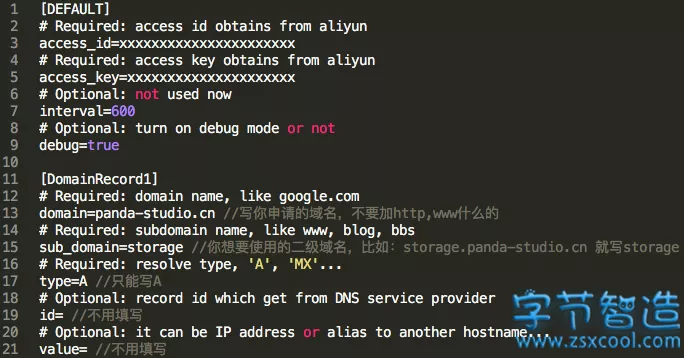 1 [DEFAULT]
2 # Required: access id obtains from aliyun
3 access_id=xxxxxxxxxxxxxxxxxxxxxx
4 # Required: access key obtains from aliyun
5 access_key=xxxxxxxxxxxxxxxxxxxxx
6 # Optional: not used now
7 interval=600
8 # Optional: turn on debug mode or not
9 debug=true
10
11 [DomainRecord1]
12 # Required: domain name, like google.com
13 domain=panda-studio.cn //写你申请的域名，不要加http,www什么的
14 # Required: subdomain name, like www, blog, bbs
15 sub_domain=storage //你想要使用的二级域名，比如：storage.panda-studio.cn 就写storage
16 # Required: resolve type, 'A', 'MX'...
17 type=A //只能写A
18 # Optional: record id which get from DNS service provider
19 id= //不用填写
20 # Optional: it can be IP address or alias to another hostname...
21 value= //不用填写
字节智造
www.zsxcool.com